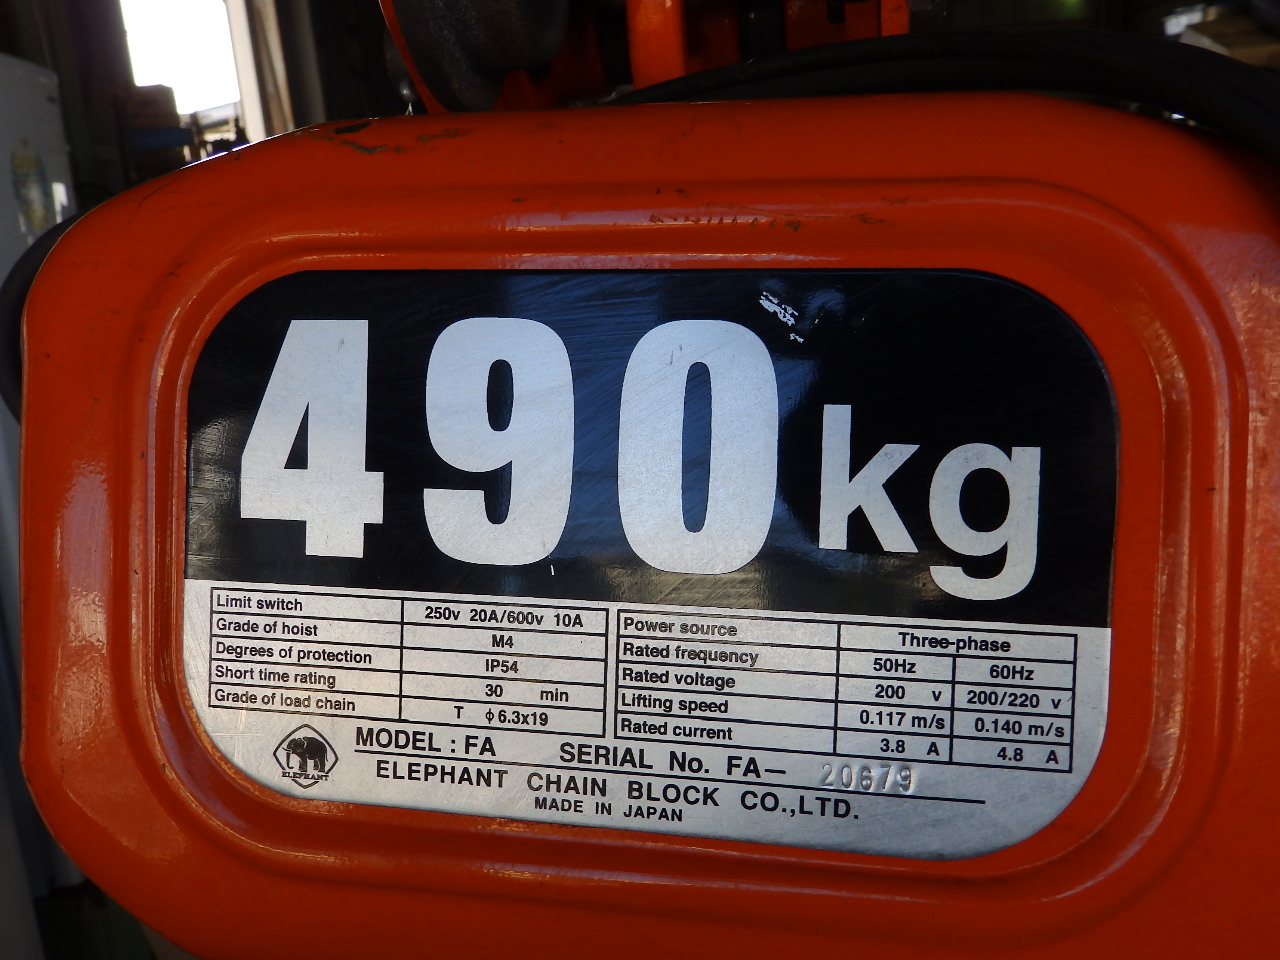 490kg
Limit switch 250v 20A/600v 10A
Grade of hoist M4
Degrees of protection IP54
Short time rating 30 min
Grade of load chain T φ6.3x19
Power source Three-phase
Rated frequency 50Hz 60Hz
Rated voltage 200 v 200/220 v
Lifting speed 0.117 m/s 0.140 m/s
Rated current 3.8 A 4.8 A
MODEL : FA SERIAL No. FA— 20679
ELEPHANT
ELEPHANT CHAIN BLOCK CO.,LTD.
MADE IN JAPAN